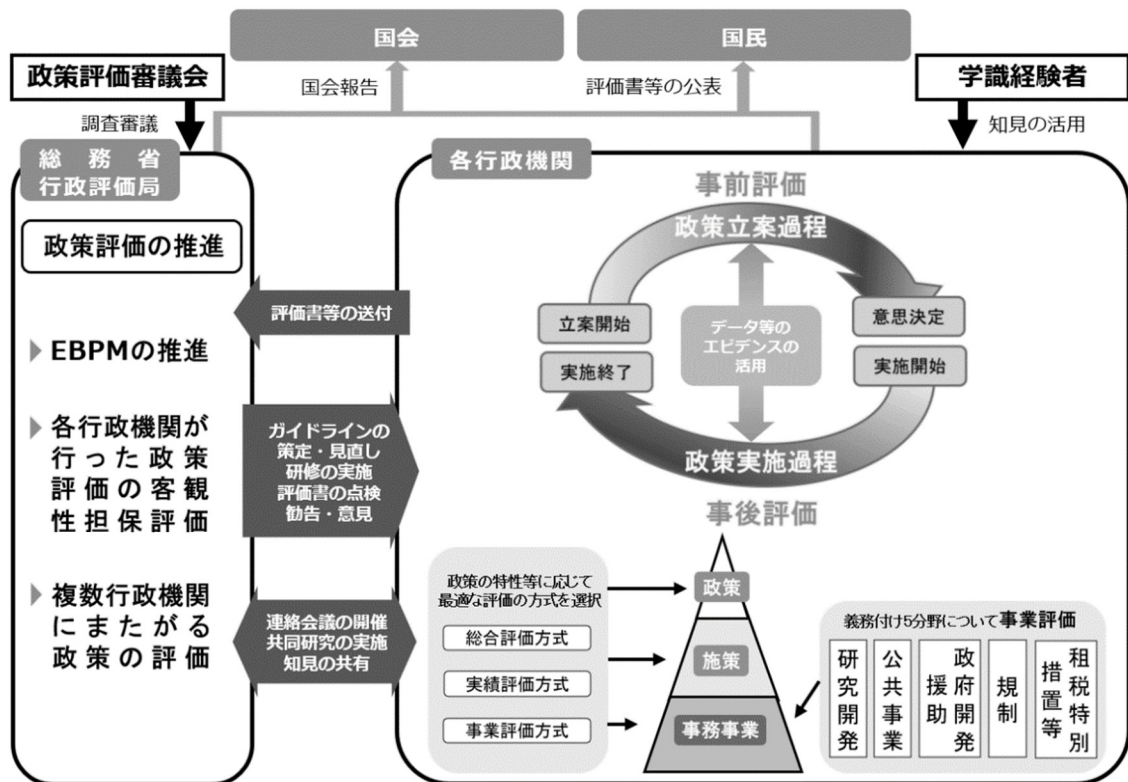 国会
国民
政策評価審議会
国会報告
評価書等の公表
学識経験者
調査審議
知見の活用
総務省
行政評価局
各行政機関
政策評価の推進
EBPMの推進
各行政機関が
行った政策
評価の客観
性担保評価
複数行政機関
にまたがる
政策の評価
評価書等の送付
ガイドラインの
策定・見直し
研修の実施
評価書の点検
勧告・意見
連絡会議の開催
共同研究の実施
知見の共有
事前評価
政策立案過程
立案開始
データ等の
エビデンスの
活用
意思決定
実施終了
実施開始
政策実施過程
事後評価
政策の特性等に応じて
最適な評価の方式を選択
総合評価方式
実績評価方式
事業評価方式
政策
施策
事務事業
義務付け5分野について事業評価
研究開発
公共事業
政府開発
援助
規制
租税特別
措置等